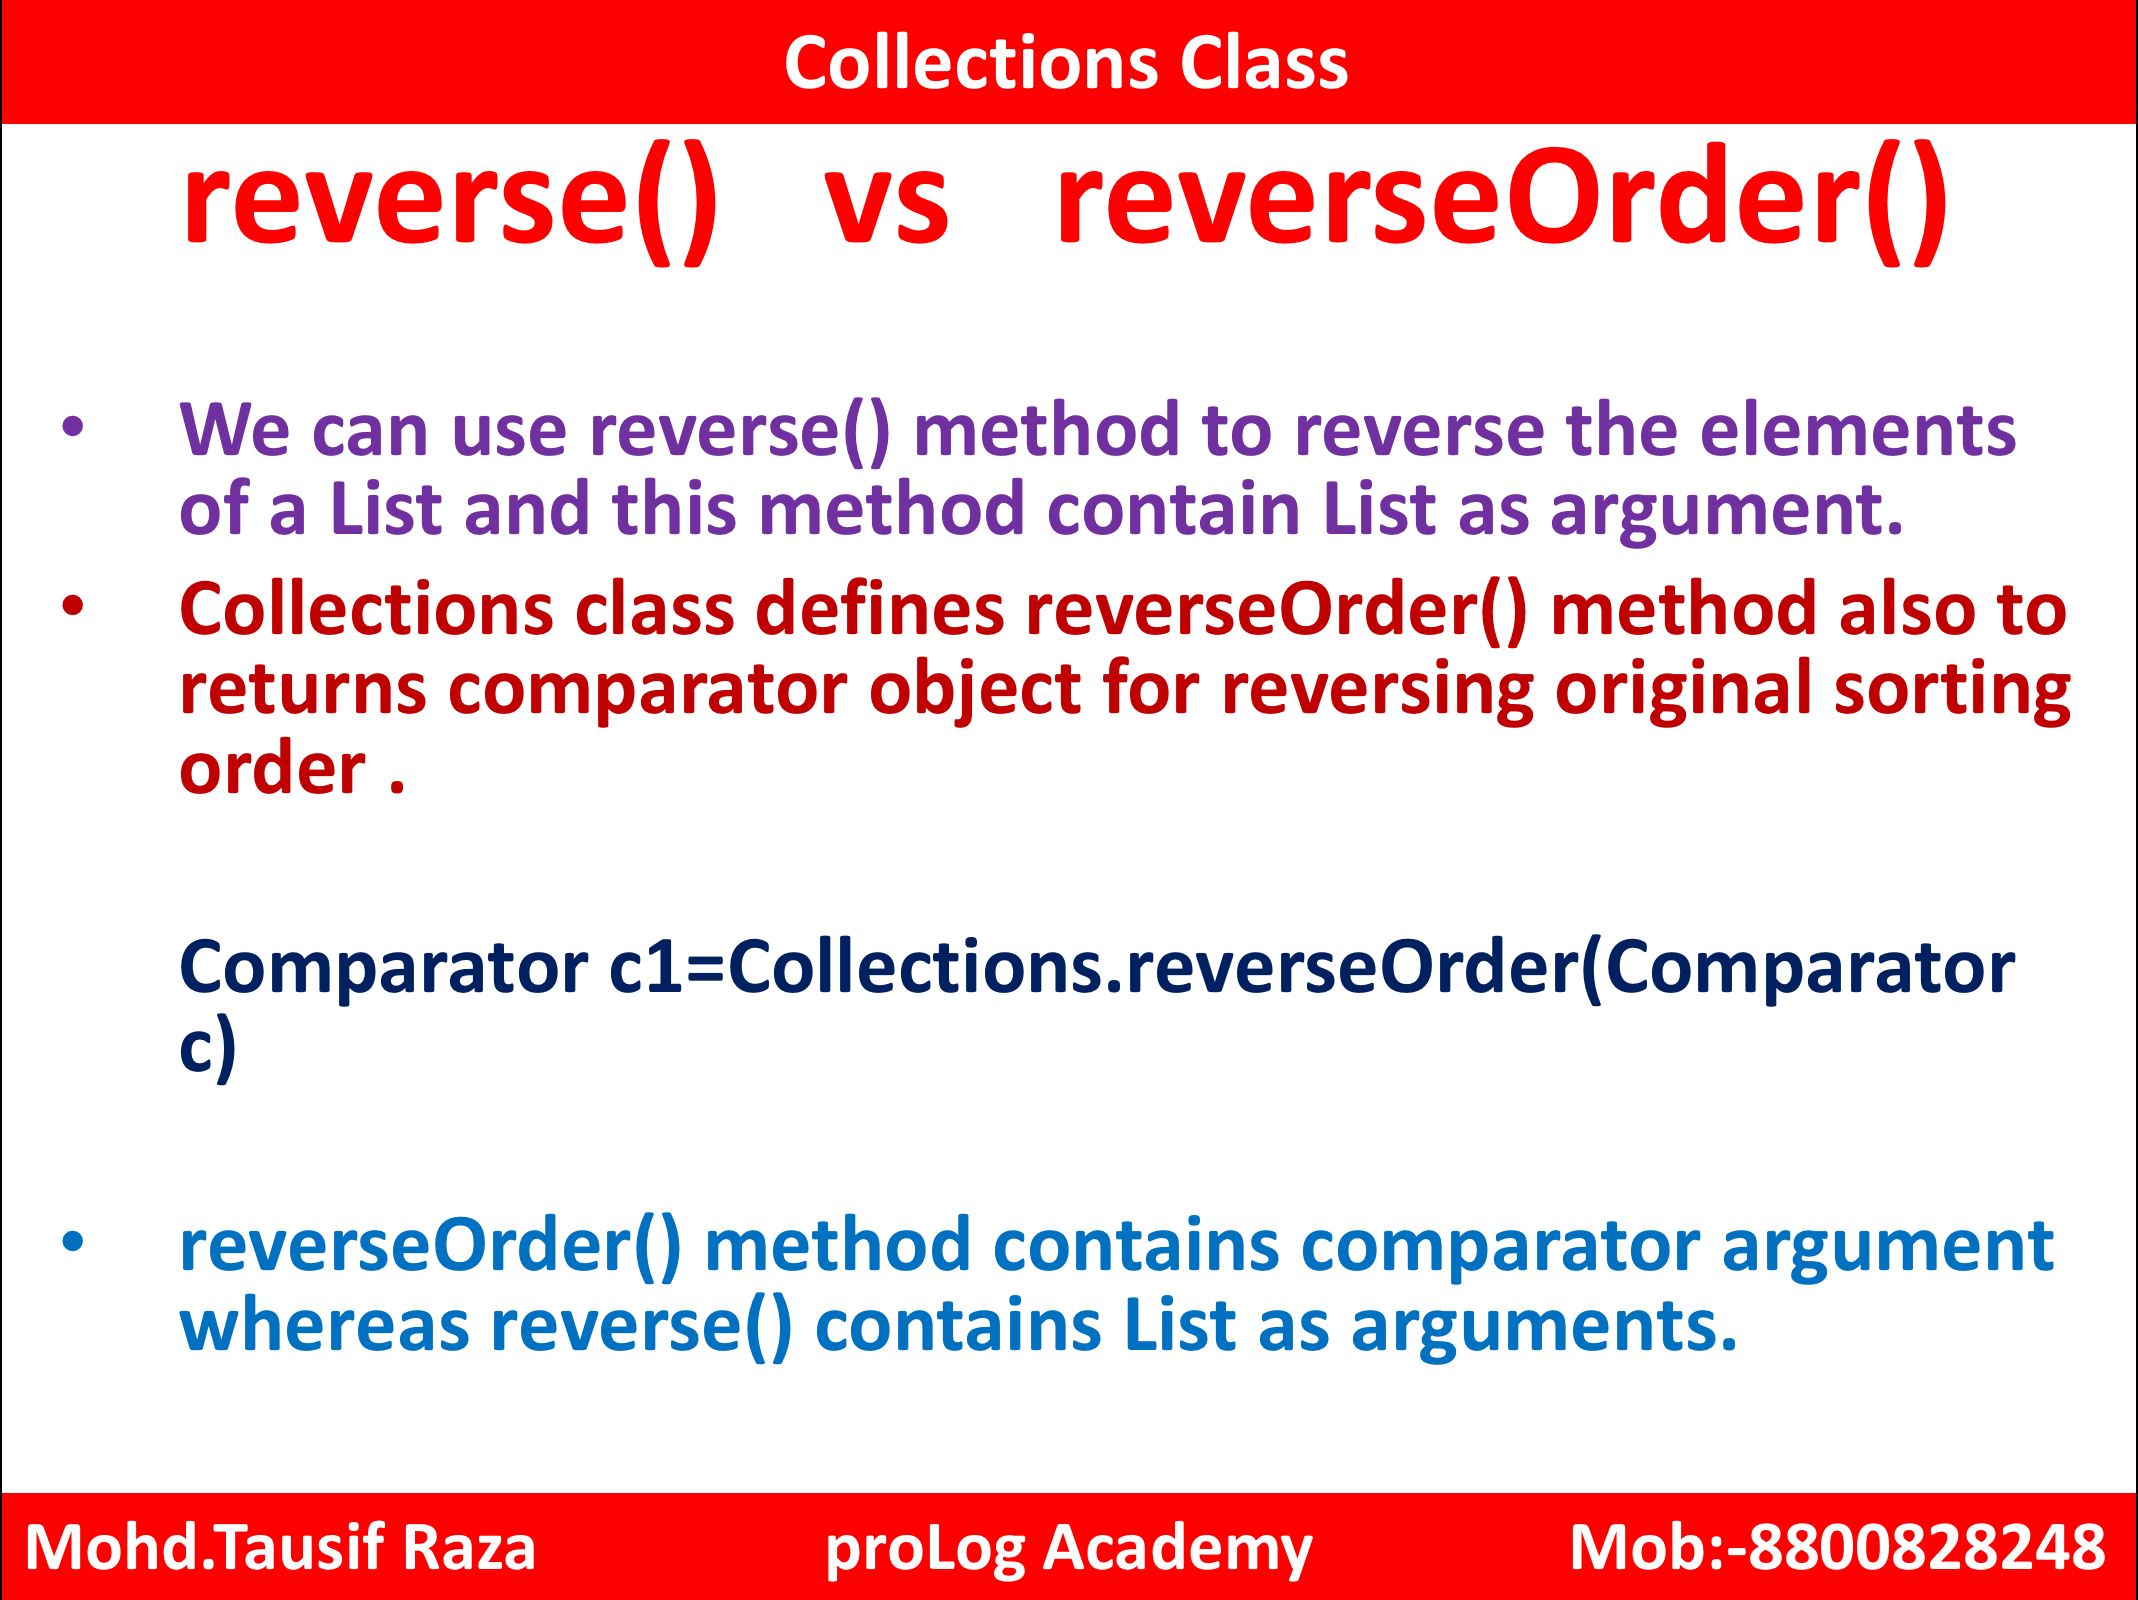 Collections Class
reverse() vs reverseOrder()
• We can use reverse() method to reverse the elements
of a List and this method contain List as argument.
• Collections class defines reverseOrder() method also to
returns comparator object for reversing original sorting
order .
Comparator c1=Collections.reverseOrder(Comparator
c)
• reverseOrder() method contains comparator argument
whereas reverse() contains List as arguments.
Mohd.Tausif Raza proLog Academy Mob:-8800828248